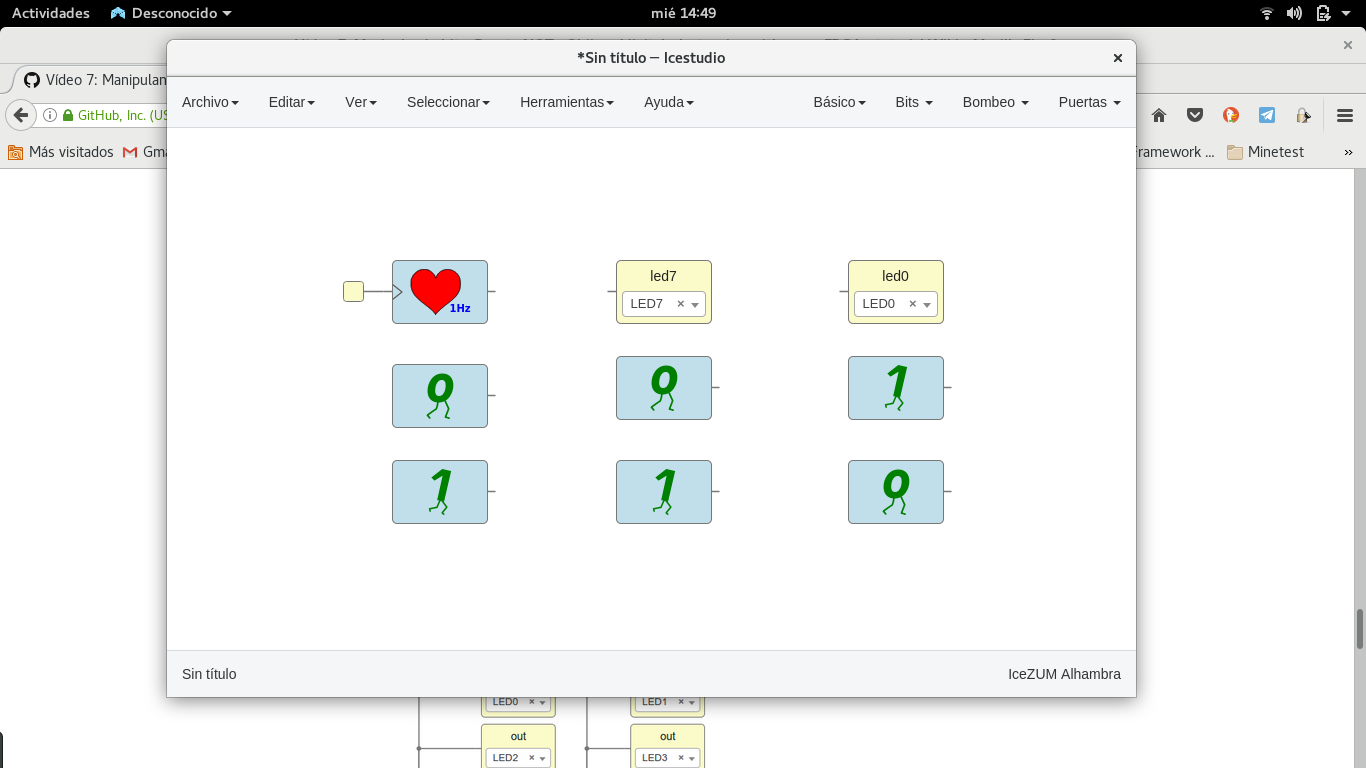 Actividades Desconocido mié 14:49
*Sin título — Icestudio
Vídeo 7: Manipulan
Archivo Editar Ver Seleccionar Herramientas Ayuda Básico Bits Bombeo Puertas
GitHub, Inc. (US
Más visitados Gma
ramework ... Minetest »
led7 led0
1Hz LED7 × LED0 ×
0 0 1
1 1 0
Sin título IceZUM Alhambra
LED0 × LED1 ×
out out
LED2 × LED3 ×